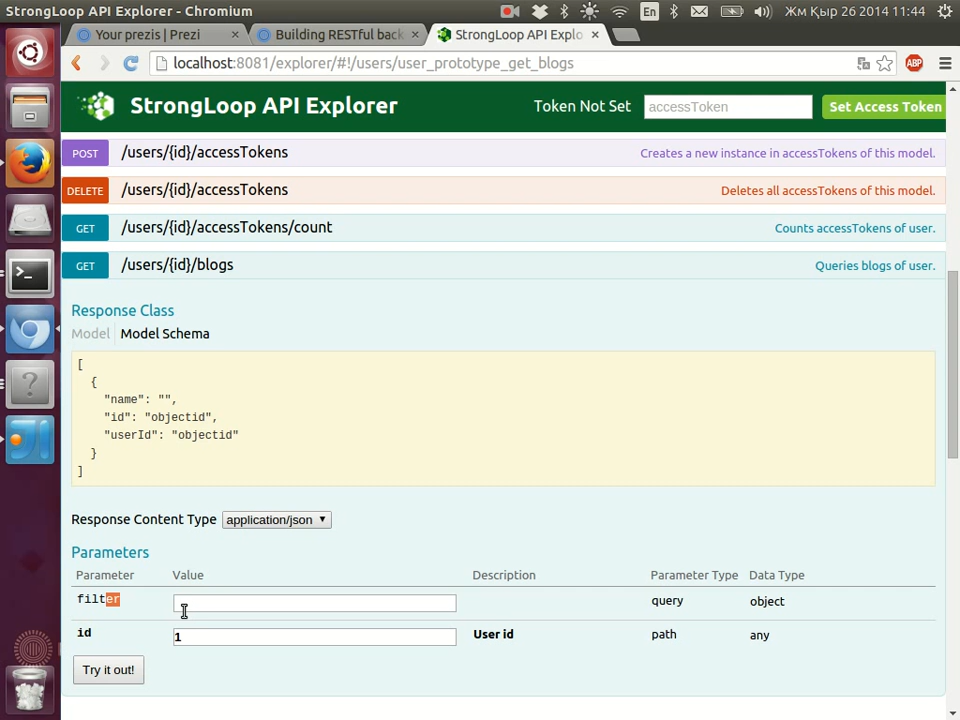 StrongLoop API Explorer - Chromium
En
Жм Қыр 26 2014 11:44
Your prezis | Prezi ×
Building RESTful back ×
StrongLoop API Explo ×
localhost:8081/explorer/#!/users/user_prototype_get_blogs
ABP
StrongLoop API Explorer
Token Not Set
accessToken
Set Access Token
POST /users/{id}/accessTokens Creates a new instance in accessTokens of this model.
DELETE /users/{id}/accessTokens Deletes all accessTokens of this model.
GET /users/{id}/accessTokens/count Counts accessTokens of user.
GET /users/{id}/blogs Queries blogs of user.
Response Class
Model Model Schema
[
{
"name": "",
"id": "objectid",
"userId": "objectid"
}
]
Response Content Type application/json
Parameters
Parameter Value Description Parameter Type Data Type
filter query object
id 1 User id path any
Try it out!